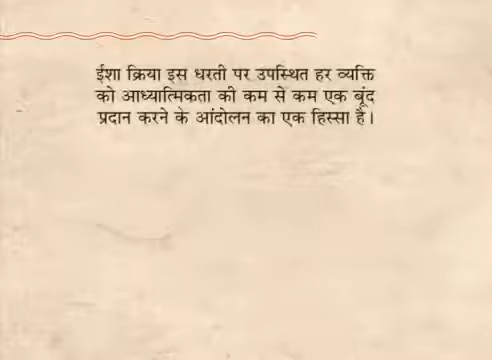 ईशा क्रिया इस धरती पर उपस्थित हर व्यक्ति
को आध्यात्मिकता की कम से कम एक बूंद
प्रदान करने के आंदोलन का एक हिस्सा है।